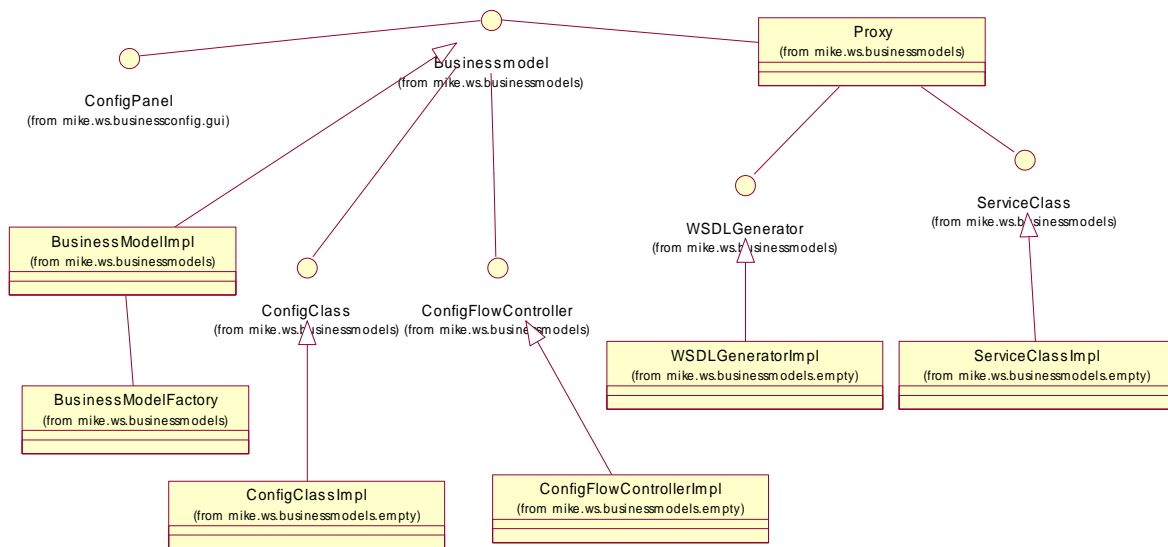 Proxy
(from mike.ws.businessmodels)
Businessmodel
(from mike.ws.businessmodels)
ConfigPanel
(from mike.ws.businessconfig.gui)
ServiceClass
(from mike.ws.businessmodels)
WSDLGenerator
(from mike.ws.businessmodels)
BusinessModelImpl
(from mike.ws.businessmodels)
ConfigClass
(from mike.ws.businessmodels)
ConfigFlowController
(from mike.ws.businessmodels)
WSDLGeneratorImpl
(from mike.ws.businessmodels.empty)
ServiceClassImpl
(from mike.ws.businessmodels.empty)
BusinessModelFactory
(from mike.ws.businessmodels)
ConfigClassImpl
(from mike.ws.businessmodels.empty)
ConfigFlowControllerImpl
(from mike.ws.businessmodels.empty)